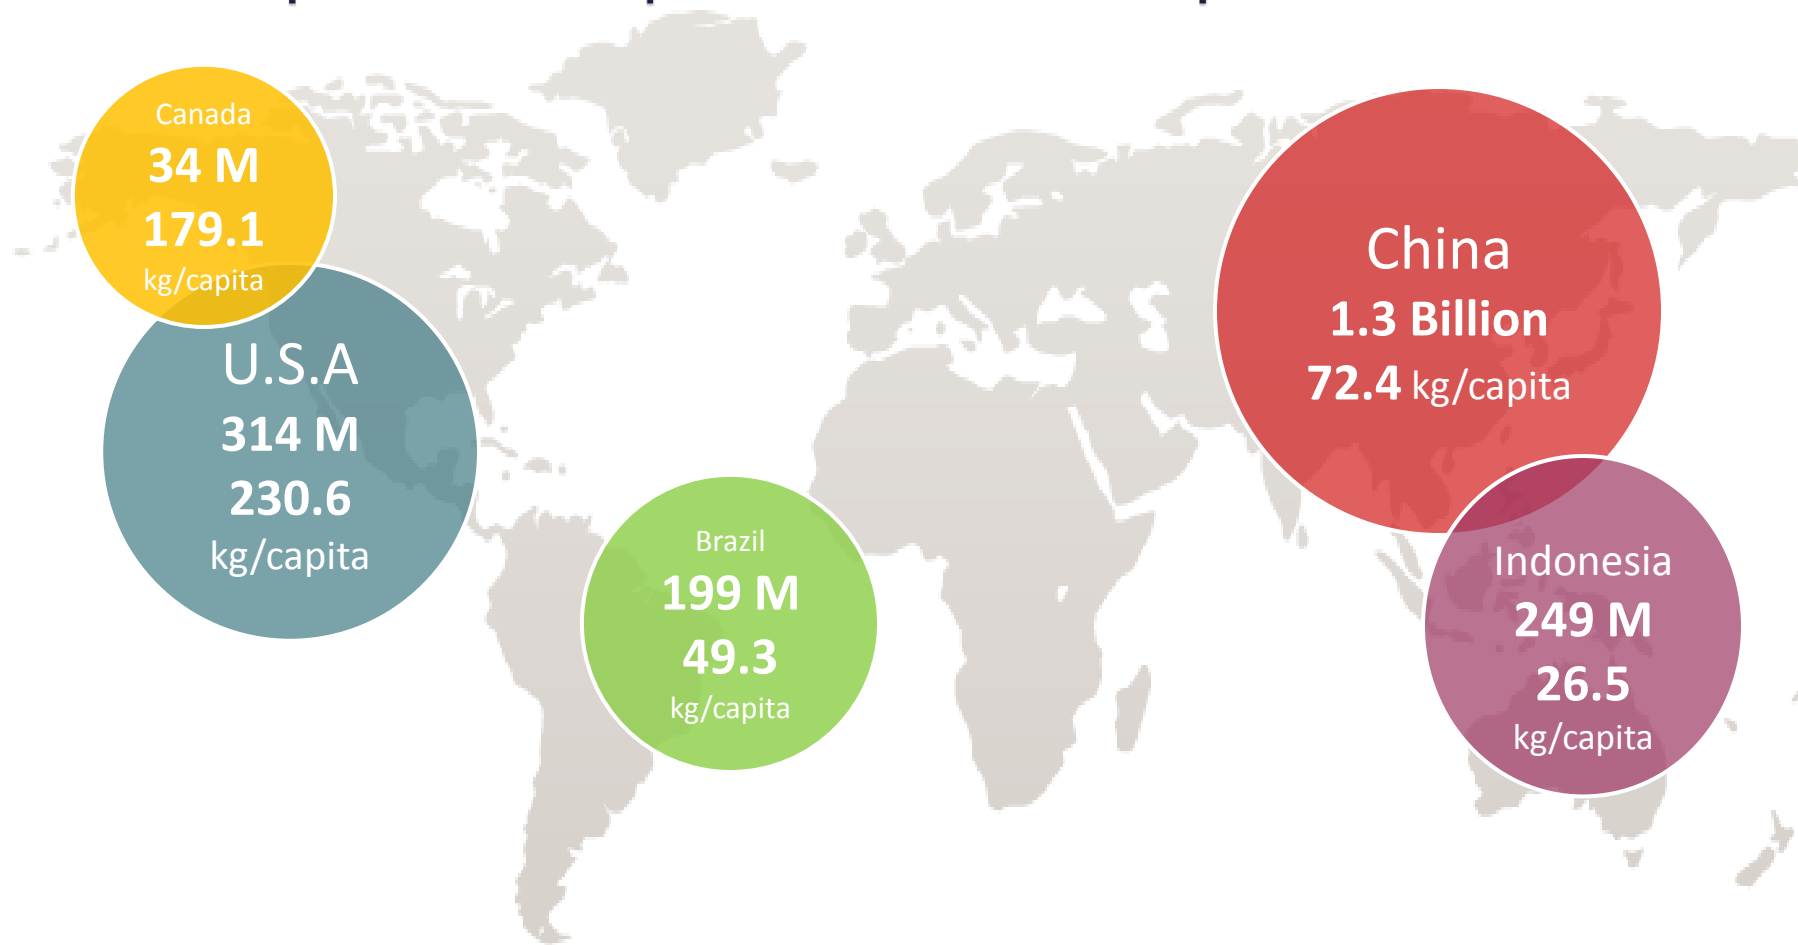 Canada
34 M
179.1
kg/capita
U.S.A
314 M
230.6
kg/capita
Brazil
199 M
49.3
kg/capita
China
1.3 Billion
72.4 kg/capita
Indonesia
249 M
26.5
kg/capita